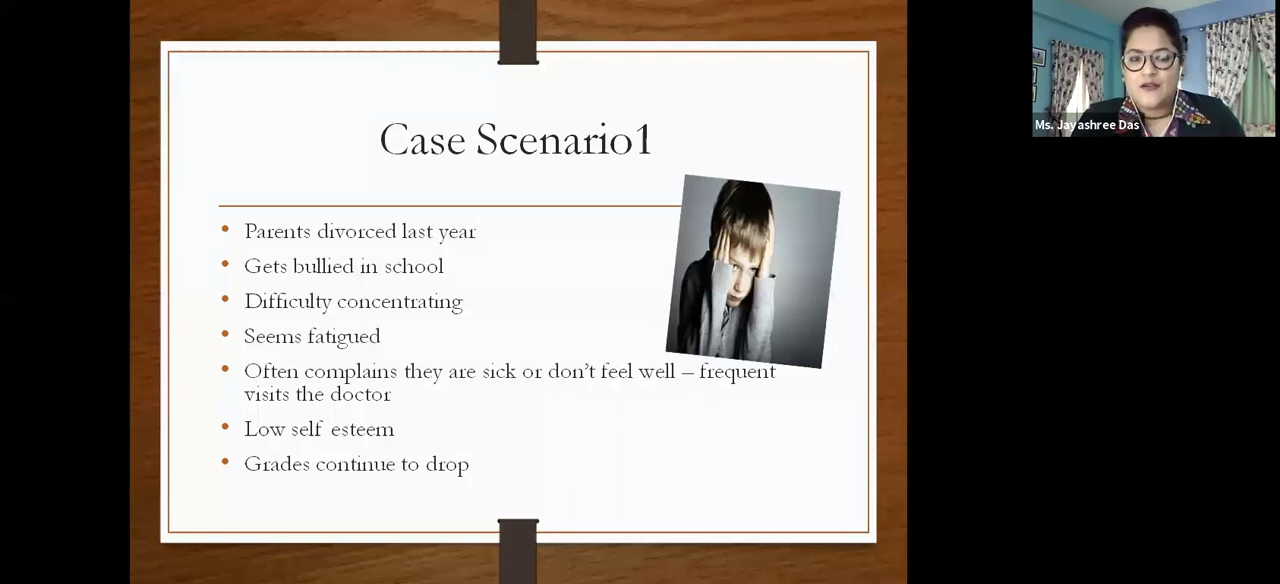 Case Scenario1
Parents divorced last year
Gets bullied in school
Difficulty concentrating
Seems fatigued
Often complains they are sick or don't feel well – frequent
visits the doctor
Low self esteem
Grades continue to drop
Ms. Jayashree Das